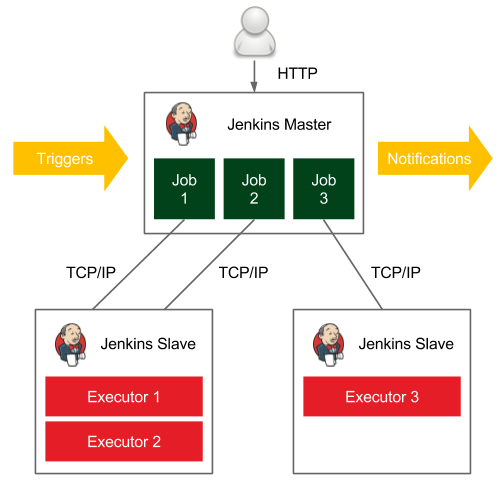 HTTP
Jenkins Master
Triggers
Notifications
Job
1
Job
2
Job
3
TCP/IP
TCP/IP
TCP/IP
Jenkins Slave
Executor 1
Executor 2
Jenkins Slave
Executor 3